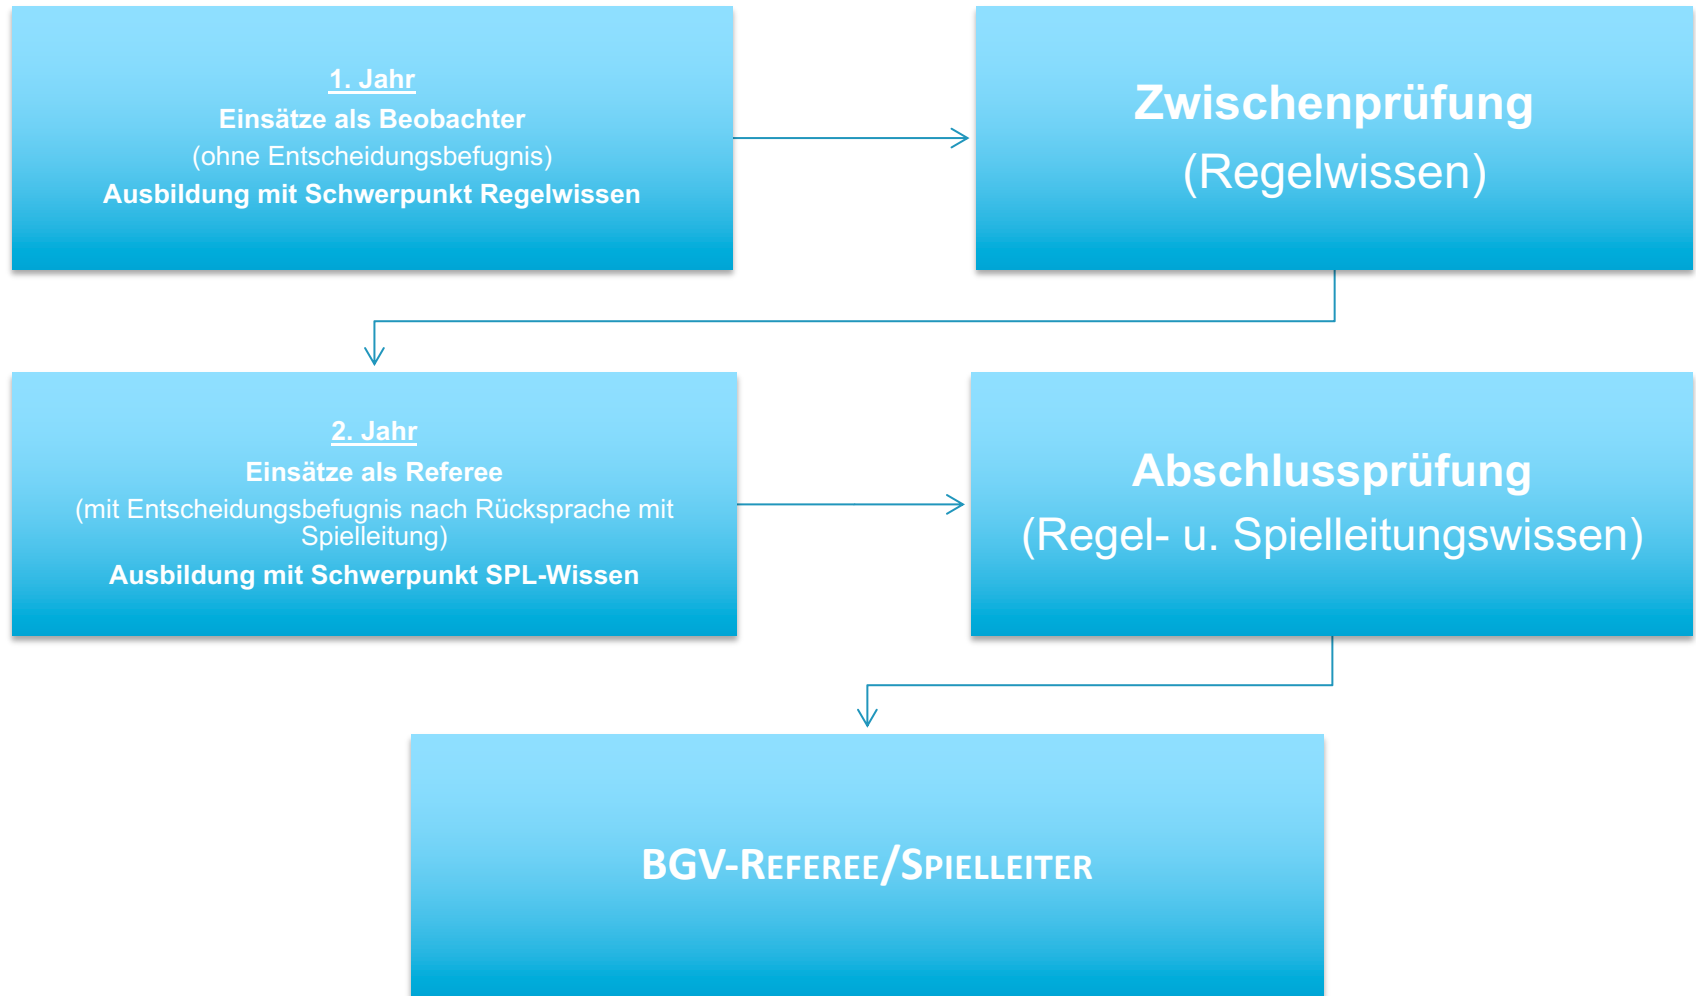 1. Jahr
Einsätze als Beobachter
(ohne Entscheidungsbefugnis)
Ausbildung mit Schwerpunkt Regelwissen
Zwischenprüfung
(Regelwissen)
2. Jahr
Einsätze als Referee
(mit Entscheidungsbefugnis nach Rücksprache mit
Spielleitung)
Ausbildung mit Schwerpunkt SPL-Wissen
Abschlussprüfung
(Regel- u. Spielleitungswissen)
BGV-Referee/Spielleiter